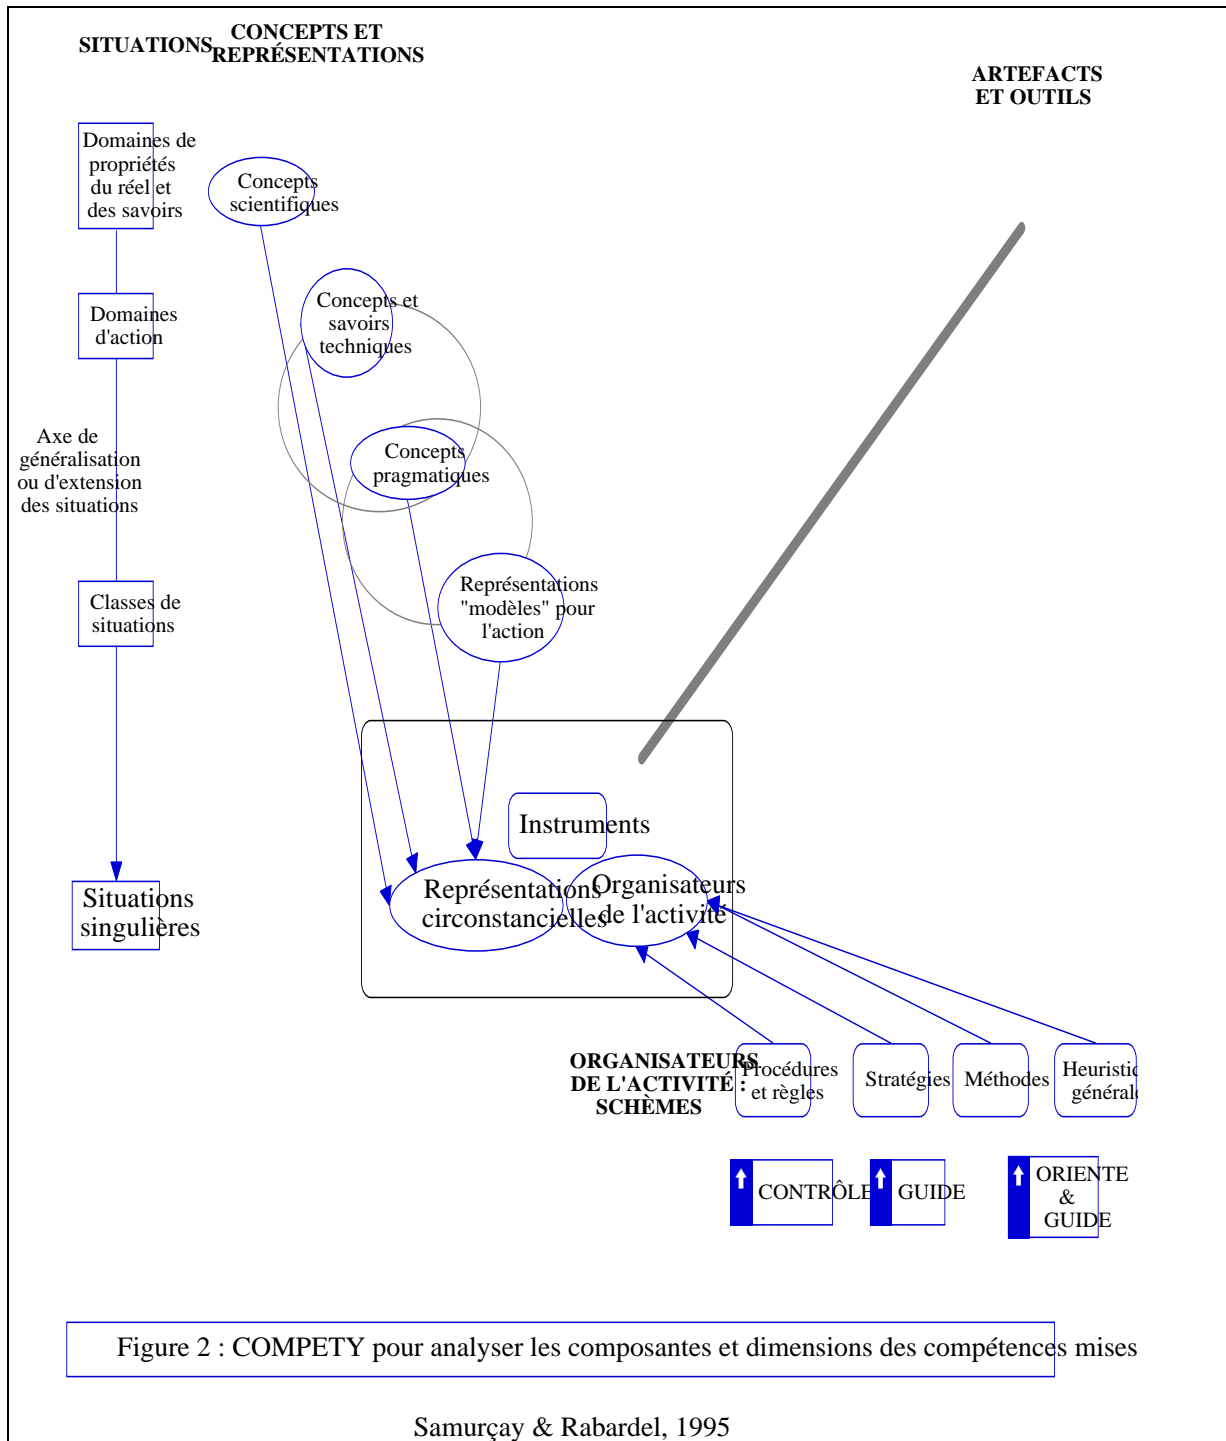 SITUATIONS
CONCEPTS ET
REPRÉSENTATIONS
ARTEFACTS
ET OUTILS
Domaines de
propriétés
du réel et
des savoirs
Concepts
scientifiques
Domaines
d'action
Concepts et
savoirs
techniques
Axe de
généralisation
ou d'extension
des situations
Concepts
pragmatiques
Classes de
situations
Représentations
"modèles" pour
l'action
Instruments
Situations
singulières
Représentations
circonstancielles
Organisateurs
de l'activité
ORGANISATEURS
DE L'ACTIVITÉ :
SCHÈMES
Procédures
et règles
Stratégies
Méthodes
Heuristiq
générale
CONTRÔLE
GUIDE
ORIENTE
&
GUIDE
Figure 2 : COMPETY pour analyser les composantes et dimensions des compétences mises
Samurçay & Rabardel, 1995